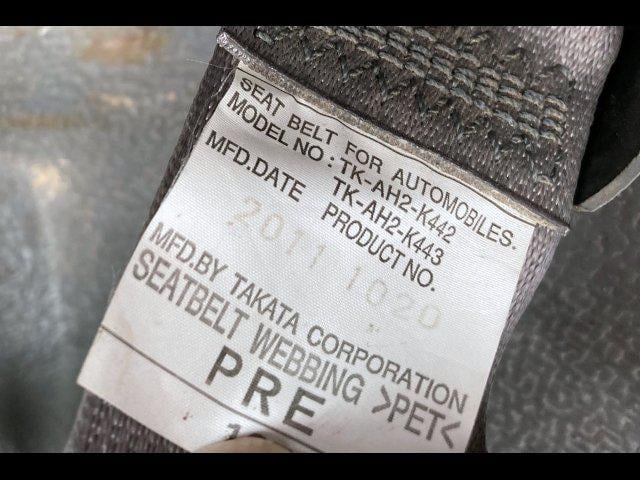 SEAT BELT FOR AUTOMOBILES.
MODEL NO : TK-AH2-K442
TK-AH2-K443
MFD.DATE PRODUCT NO.
2011 1020
MFD.BY TAKATA CORPORATION
SEATBELT WEBBING >PET<
PRE